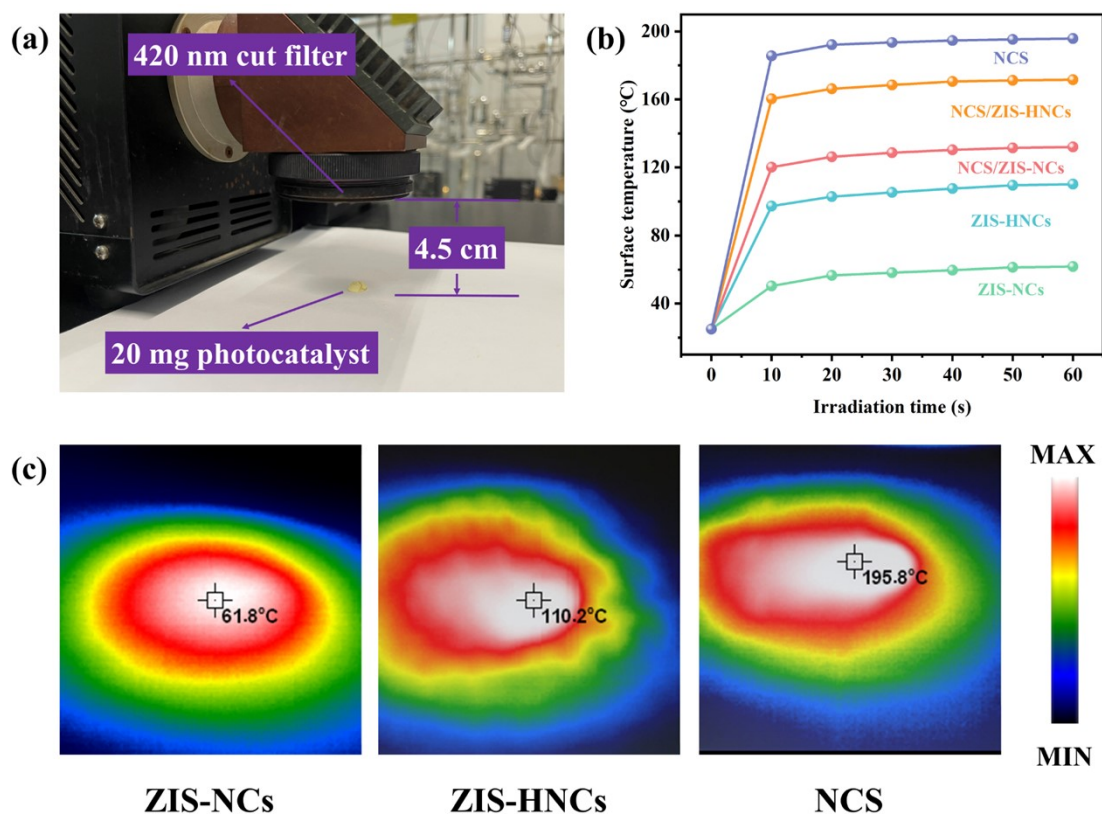 (a)
420 nm cut filter
4.5 cm
20 mg photocatalyst
(b)
Surface temperature (°C)
200
160
120
80
40
NCS
NCS/ZIS-HNCs
NCS/ZIS-NCs
ZIS-HNCs
ZIS-NCs
0 10 20 30 40 50 60
Irradiation time (s)
(c)
61.8°C
110.2°C
195.8°C
MAX
MIN
ZIS-NCs
ZIS-HNCs
NCS